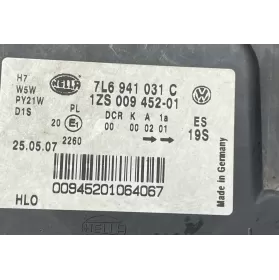 HELLA
7L6 941 031 C
1ZS 009 452-01
H7
W5W
PY21W
D1S
PL
DCR K A 1a
ES
20 E1 00 00 02 01
19S
25.05.07 2260
Made in Germany
HLO
00945201064067
HELLA